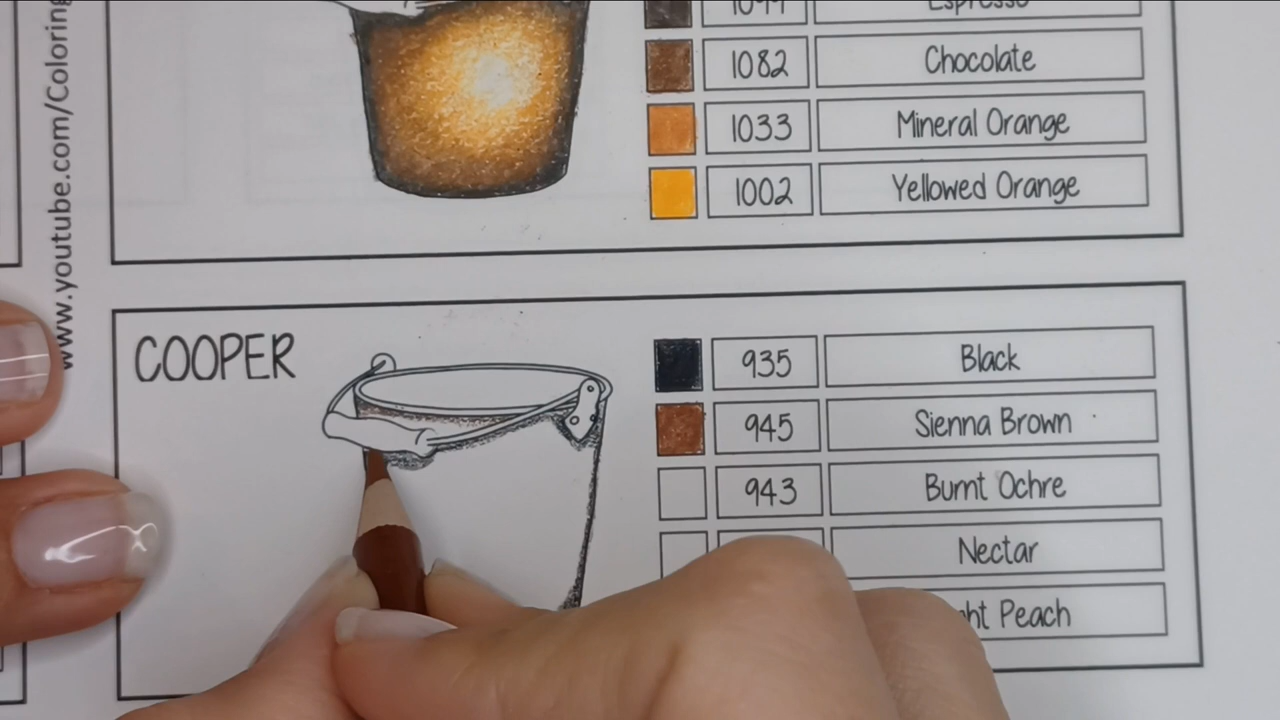 www.youtube.com/Coloring
1082 Chocolate
1033 Mineral Orange
1002 Yellowed Orange
COOPER
935 Black
945 Sienna Brown
943 Burnt Ochre
Nectar
Peach